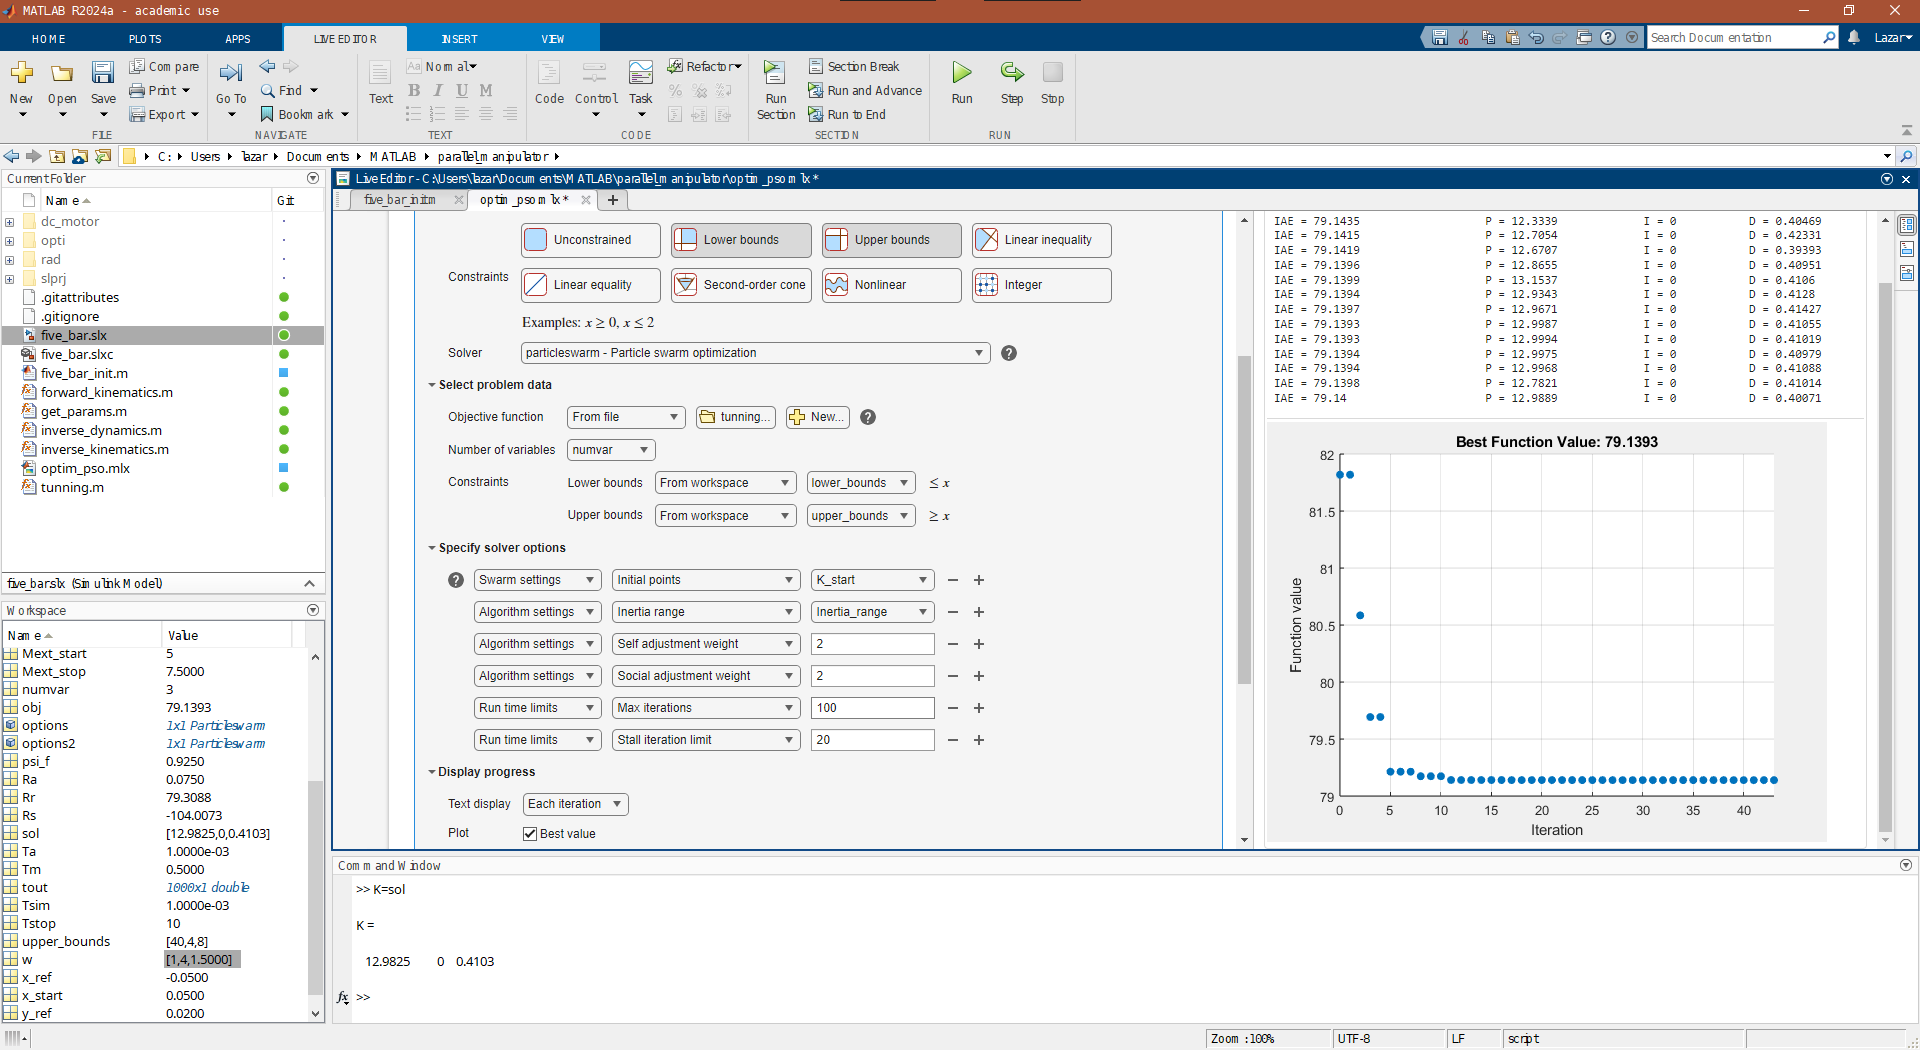 MATLAB R2024a - academic use
HOME PLOTS APPS LIVE EDITOR INSERT VIEW
Search Documentation
Lazar
New Open Save
Compare
Print
Export
FILE
Go To
Find
Bookmark
NAVIGATE
Text
Aa Normal
B I U M
TEXT
Code Control Task
Refactor
CODE
Run Section
Section Break
Run and Advance
Run to End
SECTION
Run Step Stop
RUN
C: Users lazar Documents MATLAB parallel_manipulator
Current Folder
Name Git
dc_motor
opti
rad
slprj
.gitattributes
.gitignore
five_bar.slx
five_bar.slxc
five_bar_init.m
forward_kinematics.m
get_params.m
inverse_dynamics.m
inverse_kinematics.m
optim_pso.mlx
tunning.m
five_bar.slx (Simulink Model)
Workspace
Name Value
Mext_start 5
Mext_stop 7.5000
numvar 3
obj 79.1393
options 1x1 Particleswarm
options2 1x1 Particleswarm
psi_f 0.9250
Ra 0.0750
Rr 79.3088
Rs -104.0073
sol [12.9825,0,0.4103]
Ta 1.0000e-03
Tm 0.5000
tout 1000x1 double
Tsim 1.0000e-03
Tstop 10
upper_bounds [40,4,8]
w [1,4,1.5000]
x_ref -0.0500
x_start 0.0500
y_ref 0.0200
Live Editor - C:\Users\lazar\Documents\MATLAB\parallel_manipulator\optim_pso.mlx *
five_bar_init.m optim_pso.mlx *
Constraints
Unconstrained Lower bounds Upper bounds Linear inequality
Linear equality Second-order cone Nonlinear Integer
Examples: x ≥ 0, x ≤ 2
Solver particleswarm - Particle swarm optimization
Select problem data
Objective function From file tunning... New...
Number of variables numvar
Constraints Lower bounds From workspace lower_bounds ≤ x
Upper bounds From workspace upper_bounds ≥ x
Specify solver options
Swarm settings Initial points K_start
Algorithm settings Inertia range Inertia_range
Algorithm settings Self adjustment weight 2
Algorithm settings Social adjustment weight 2
Run time limits Max iterations 100
Run time limits Stall iteration limit 20
Display progress
Text display Each iteration
Plot Best value
IAE = 79.1435 P = 12.3339 I = 0 D = 0.40469
IAE = 79.1415 P = 12.7054 I = 0 D = 0.42331
IAE = 79.1419 P = 12.6707 I = 0 D = 0.39393
IAE = 79.1396 P = 12.8655 I = 0 D = 0.40951
IAE = 79.1399 P = 13.1537 I = 0 D = 0.4106
IAE = 79.1394 P = 12.9343 I = 0 D = 0.4128
IAE = 79.1397 P = 12.9671 I = 0 D = 0.41427
IAE = 79.1393 P = 12.9987 I = 0 D = 0.41055
IAE = 79.1393 P = 12.9994 I = 0 D = 0.41019
IAE = 79.1394 P = 12.9975 I = 0 D = 0.40979
IAE = 79.1394 P = 12.9968 I = 0 D = 0.41088
IAE = 79.1398 P = 12.7821 I = 0 D = 0.41014
IAE = 79.14 P = 12.9889 I = 0 D = 0.40071
Best Function Value: 79.1393
82
81.5
81
80.5
80
79.5
79
Function value
0 5 10 15 20 25 30 35 40
Iteration
Command Window
>> K=sol
K =
12.9825 0 0.4103
fx >>
Zoom: 100% UTF-8 LF script